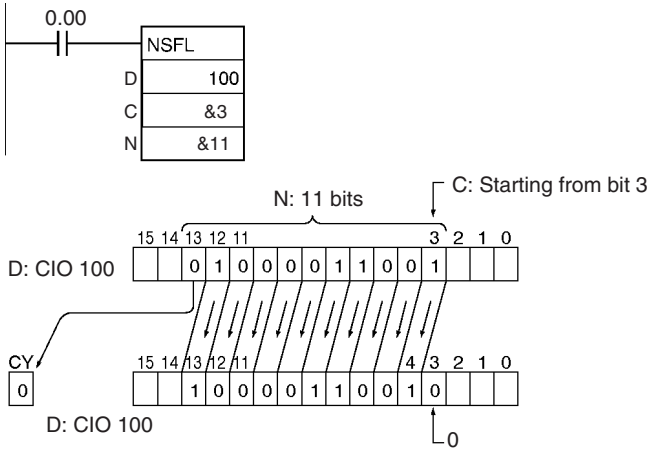 0.00
NSFL
D 100
C &3
N &11
C: Starting from bit 3
N: 11 bits
15 14 13 12 11 3 2 1 0
D: CIO 100 0 1 0 0 0 0 1 1 0 0 1
CY 15 14 13 12 11 4 3 2 1 0
0 1 0 0 0 0 1 1 0 0 1 0
D: CIO 100
0